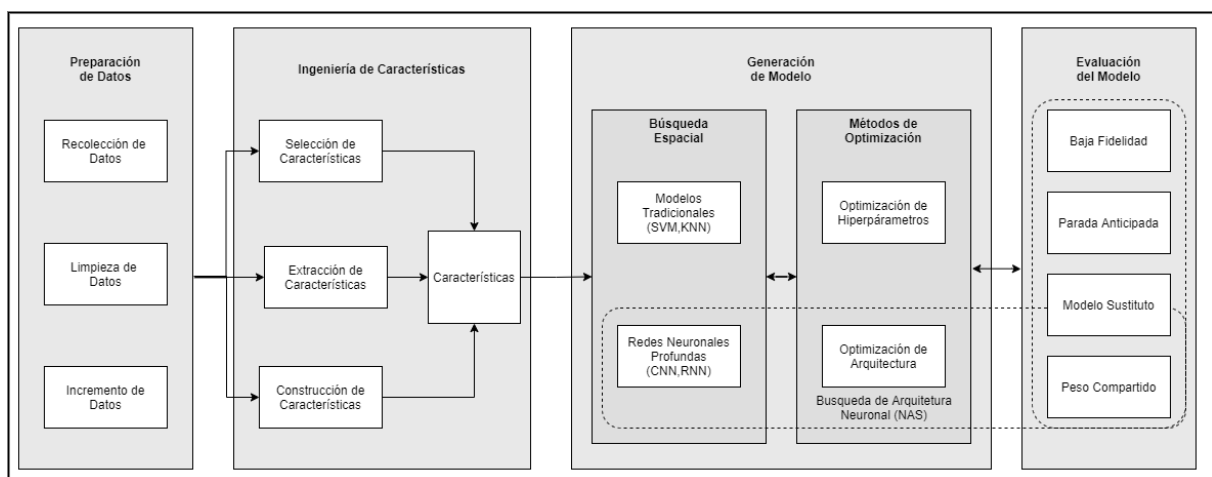 Preparación
de Datos
Recolección de
Datos
Limpieza de
Datos
Incremento de
Datos
Ingeniería de Características
Selección de
Características
Extracción de
Características
Construcción de
Características
Características
Generación
de Modelo
Búsqueda
Espacial
Modelos
Tradicionales
(SVM,KNN)
Redes Neuronales
Profundas
(CNN,RNN)
Métodos de
Optimización
Optimización de
Hiperpárametros
Optimización de
Arquitectura
Busqueda de Arquitetura
Neuronal (NAS)
Evaluación
del Modelo
Baja Fidelidad
Parada Anticipada
Modelo Sustituto
Peso Compartido